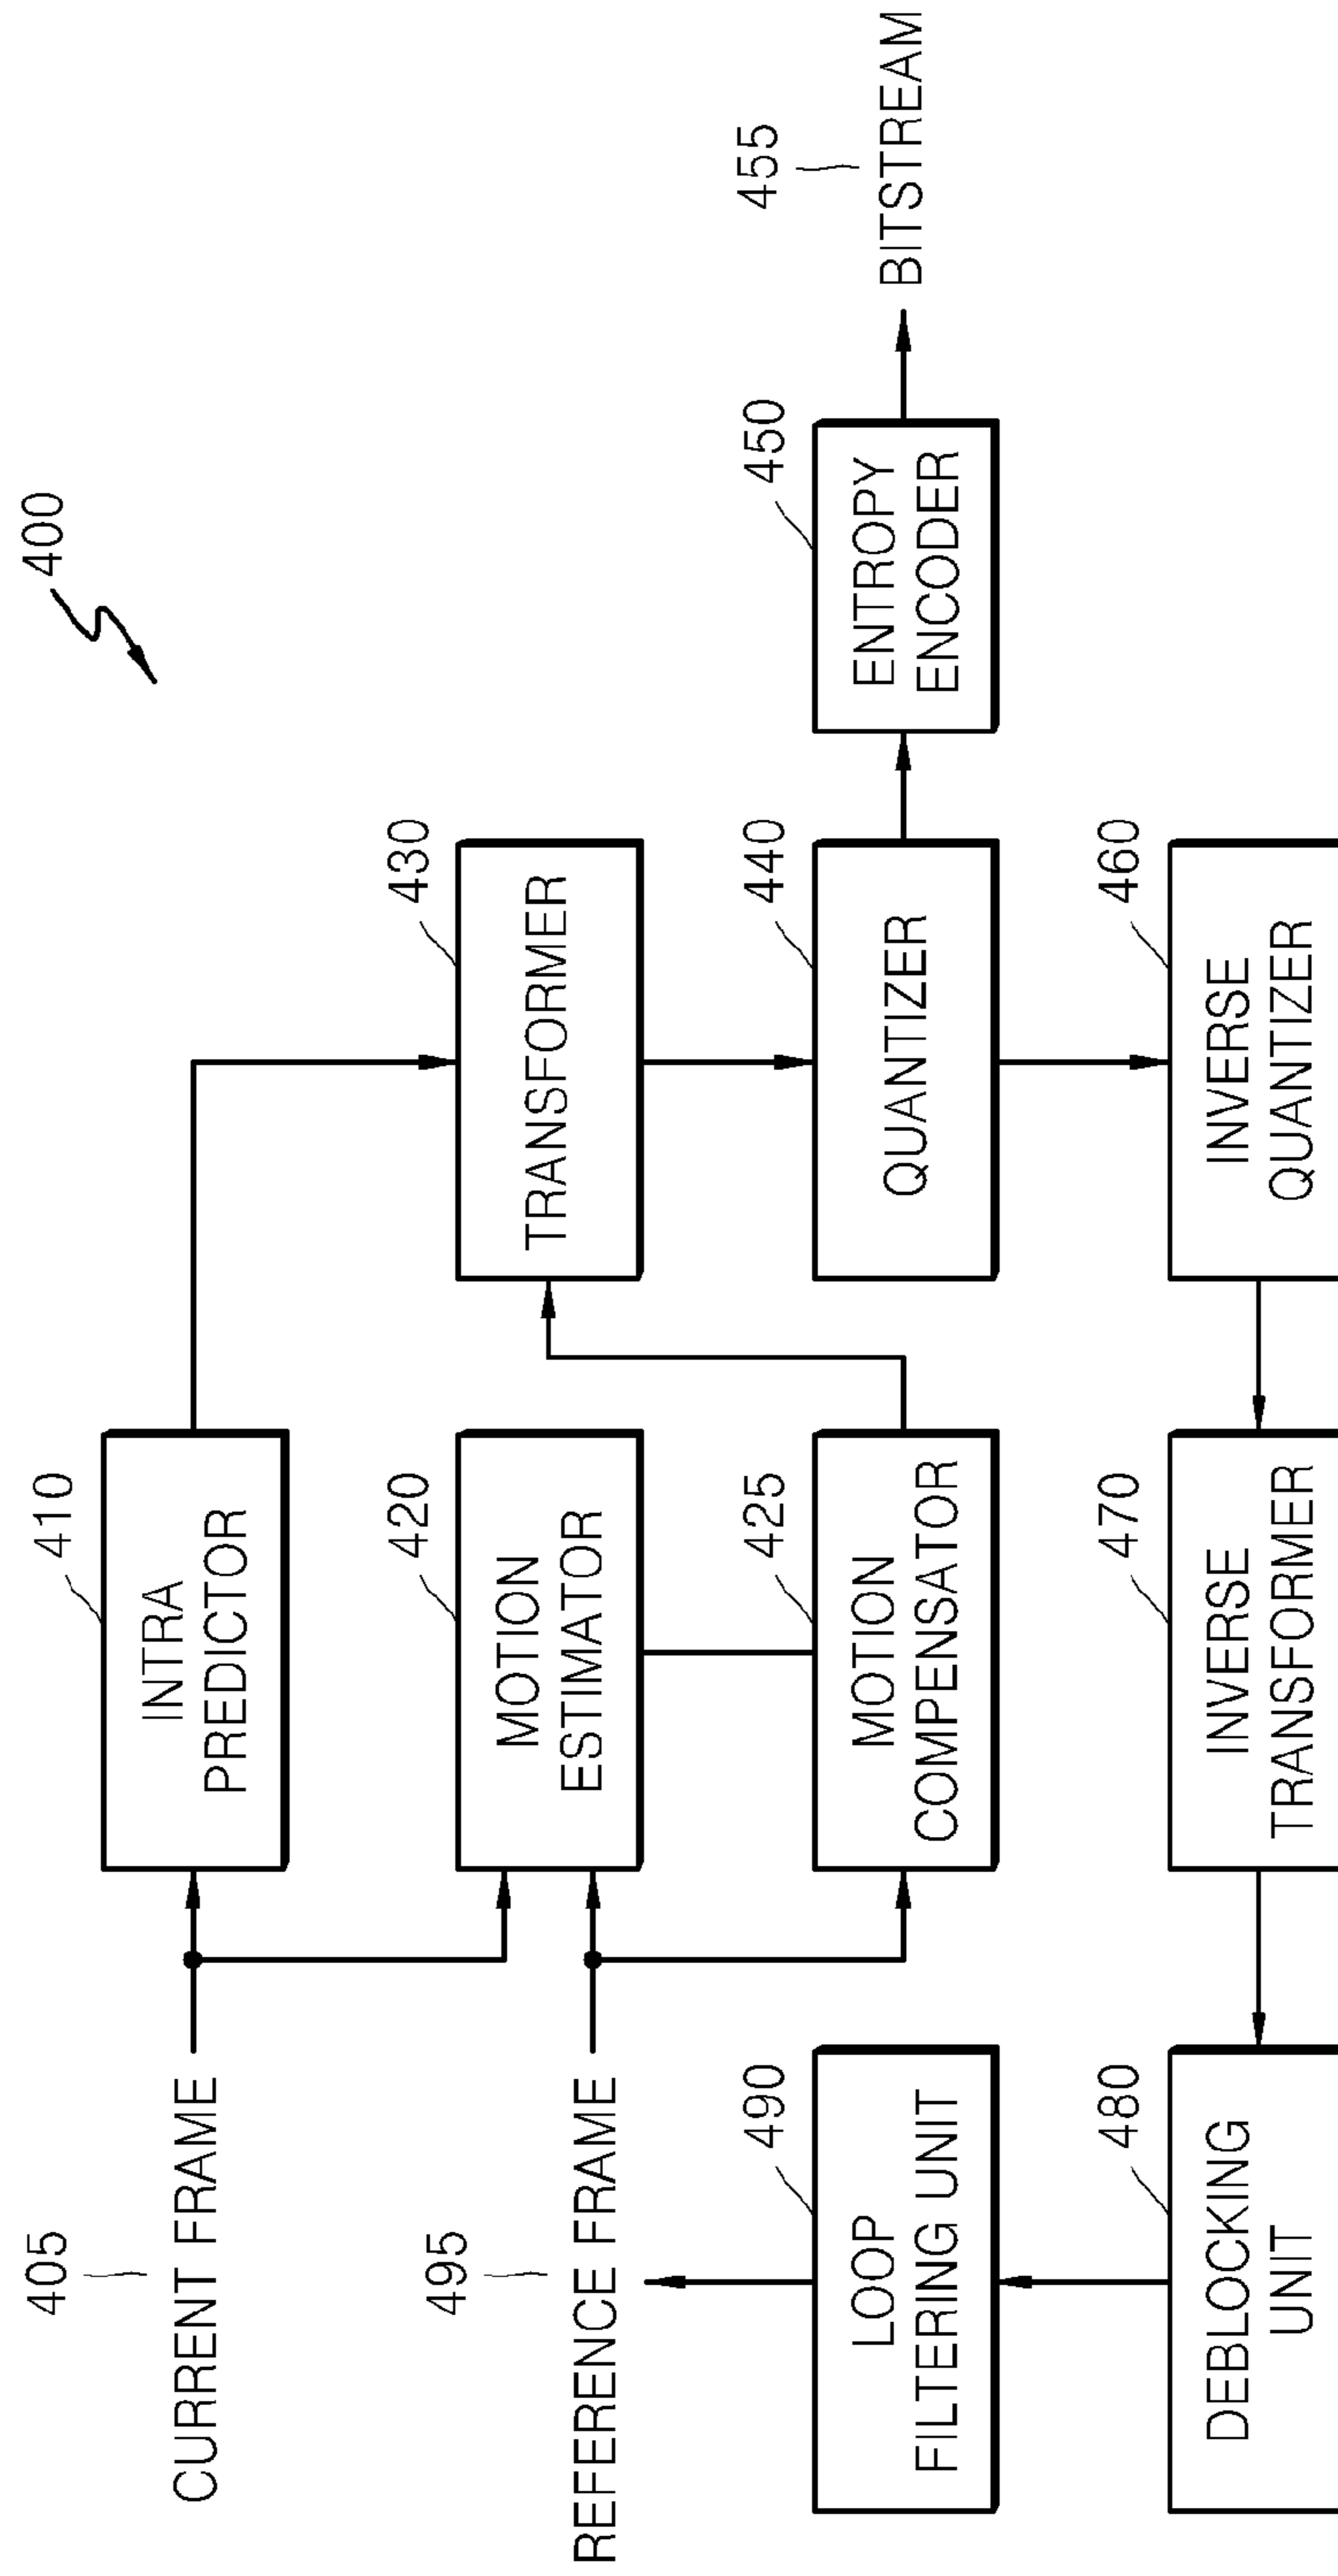 400
405
CURRENT FRAME
410
INTRA
PREDICTOR
495
REFERENCE FRAME
420
MOTION
ESTIMATOR
430
TRANSFORMER
490
LOOP
FILTERING UNIT
425
MOTION
COMPENSATOR
440
QUANTIZER
450
ENTROPY
ENCODER
455
BITSTREAM
480
DEBLOCKING
UNIT
470
INVERSE
TRANSFORMER
460
INVERSE
QUANTIZER